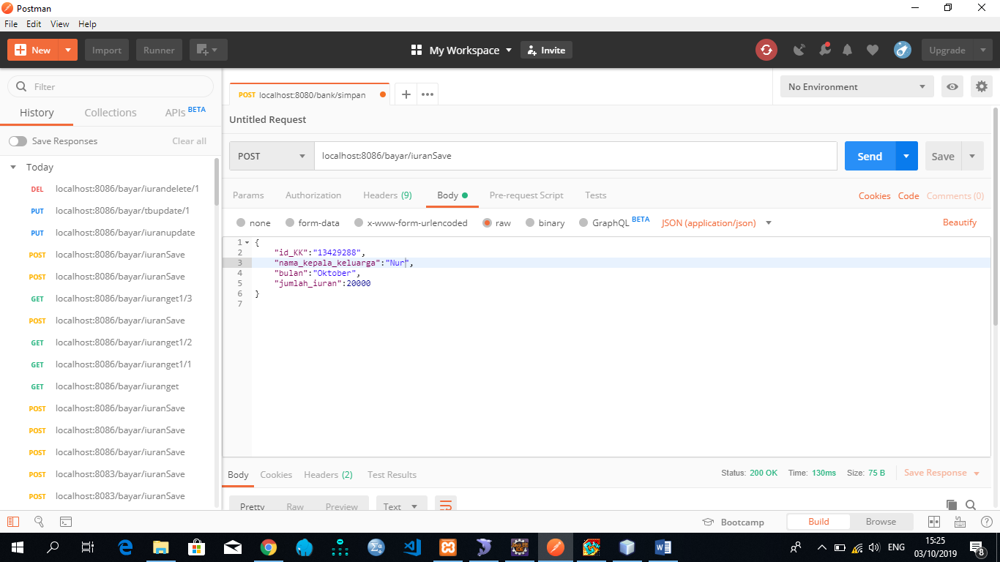 Postman
File Edit View Help
New Import Runner My Workspace Invite Upgrade
Filter
History Collections APIs BETA
Save Responses Clear all
Today
DEL localhost:8086/bayar/iurandelete/1
PUT localhost:8086/bayar/tbupdate/1
PUT localhost:8086/bayar/iuranupdate
POST localhost:8086/bayar/iuranSave
POST localhost:8086/bayar/iuranSave
GET localhost:8086/bayar/iuranget1/3
POST localhost:8086/bayar/iuranSave
GET localhost:8086/bayar/iuranget1/2
GET localhost:8086/bayar/iuranget1/1
GET localhost:8086/bayar/iuranget
POST localhost:8086/bayar/iuranSave
POST localhost:8086/bayar/iuranSave
POST localhost:8086/bayar/iuranSave
POST localhost:8083/bayar/iuranSave
POST localhost:8083/bayar/iuranSave
POST localhost:8080/bank/simpan
No Environment
Untitled Request
POST localhost:8086/bayar/iuranSave Send Save
Params Authorization Headers (9) Body Pre-request Script Tests Cookies Code Comments (0)
none form-data x-www-form-urlencoded raw binary GraphQL BETA JSON (application/json) Beautify
1 {
2 "id_KK":"13429288",
3 "nama_kepala_keluarga":"Nur",
4 "bulan":"Oktober",
5 "jumlah_iuran":20000
6 }
7
Body Cookies Headers (2) Test Results Status: 200 OK Time: 130ms Size: 75 B Save Response
Pretty Raw Preview Text
Bootcamp Build Browse
ENG 15:25
03/10/2019
8